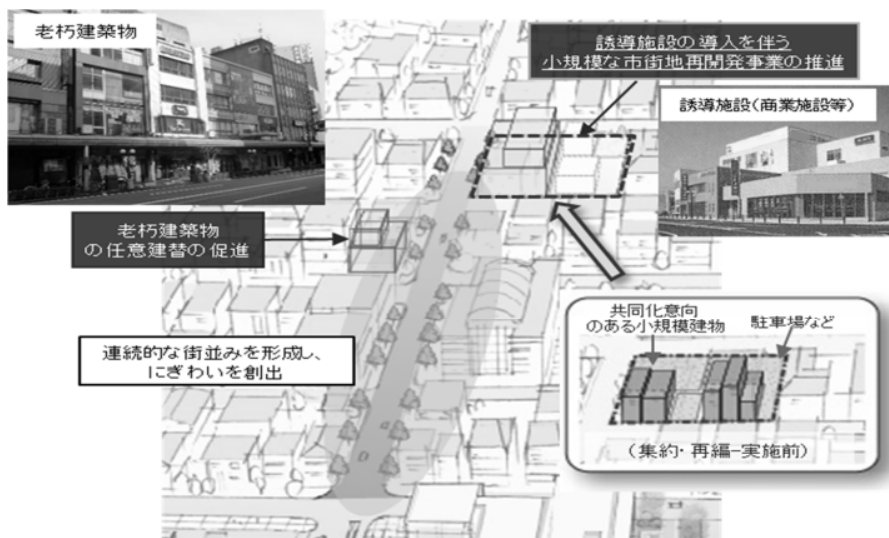 老朽建築物
誘導施設の導入を伴う
小規模な市街地再開発事業の推進
誘導施設(商業施設等)
老朽建築物
の任意建替の促進
共同化意向
のある小規模建物
駐車場など
連続的な街並みを形成し、
にぎわいを創出
(集約・再編-実施前)